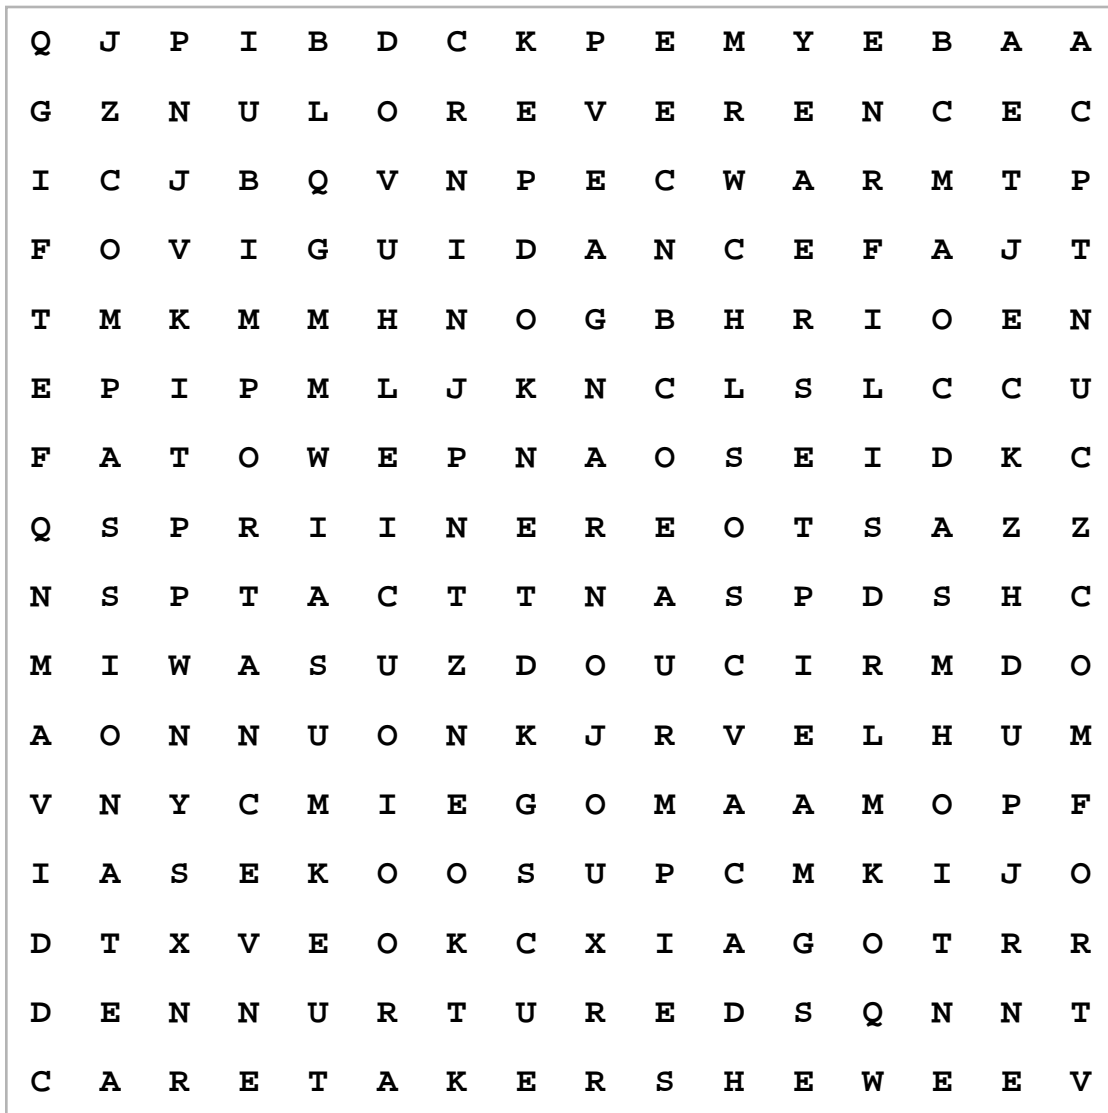 Q J P I B D C K P E M Y E B A A
G Z N U L O R E V E R E N C E C
I C J B Q V N P E C W A R M T P
F O V I G U I D A N C E F A J T
T M K M M H N O G B H R I O E N
E P I P M L J K N C L S L C C U
F A T O W E P N A O S E I D K C
Q S P R I I N E R E O T S A Z Z
N S P T A C T T N A S P D S H C
M I W A S U Z D O U C I R M D O
A O N N U O N K J R V E L H U M
V N Y C M I E G O M A A M O P F
I A S E K O O S U P C M K I J O
D T X V E O K C X I A G O T R R
D E N N U R T U R E D S Q N N T
C A R E T A K E R S H E W E E V